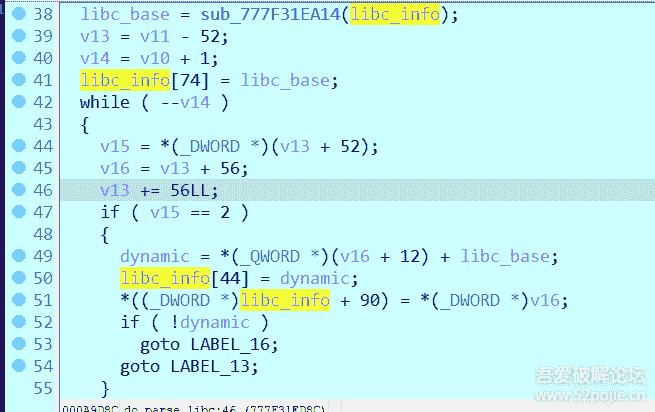 38 libc_base = sub_777F31EA14(libc_info);
39 v13 = v11 - 52;
40 v14 = v10 + 1;
41 libc_info[74] = libc_base;
42 while ( --v14 )
43 {
44 v15 = *(_DWORD *)(v13 + 52);
45 v16 = v13 + 56;
46 v13 += 56LL;
47 if ( v15 == 2 )
48 {
49 dynamic = *(_QWORD *)(v16 + 12) + libc_base;
50 libc_info[44] = dynamic;
51 *((_DWORD *)libc_info + 90) = *(_DWORD *)v16;
52 if ( !dynamic )
53 goto LABEL_16;
54 goto LABEL_13;
55 }
吾爱破解论坛
www.52pojie.cn